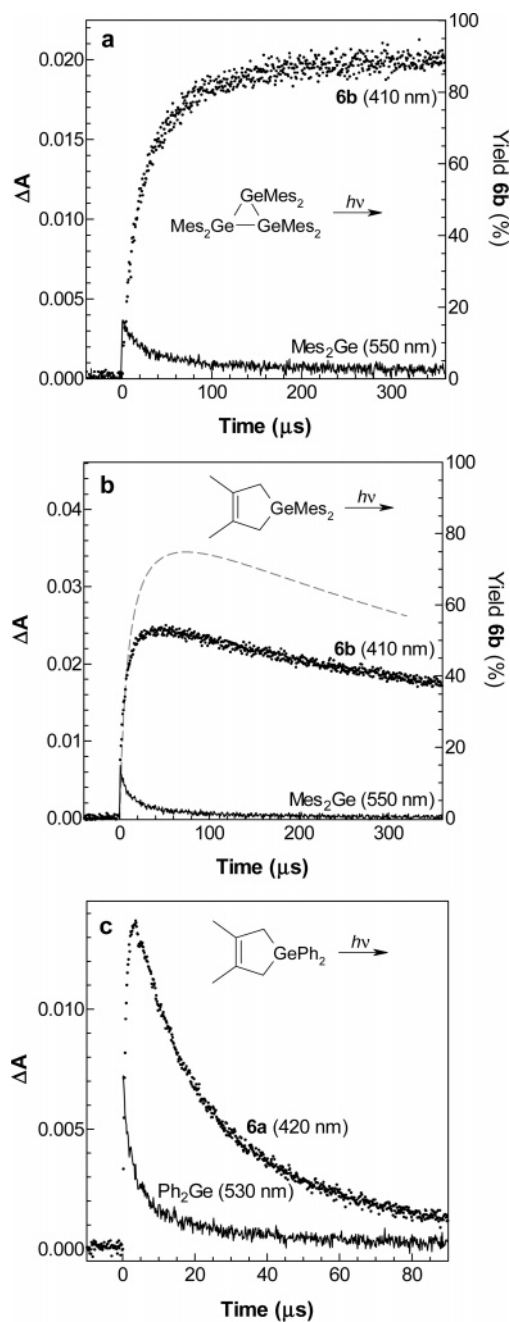 a
0.020
0.015
0.010
0.005
0.000
ΔA
100
80
60
40
20
0
Yield 6b (%)
6b (410 nm)
GeMes₂
Mes₂Ge—GeMes₂
hν
Mes₂Ge (550 nm)
0 100 200 300
Time (μs)
b
0.04
0.03
0.02
0.01
0.00
ΔA
100
80
60
40
20
0
Yield 6b (%)
GeMes₂
hν
6b (410 nm)
Mes₂Ge (550 nm)
0 100 200 300
Time (μs)
c
0.010
0.005
0.000
ΔA
GePh₂
hν
6a (420 nm)
Ph₂Ge (530 nm)
0 20 40 60 80
Time (μs)